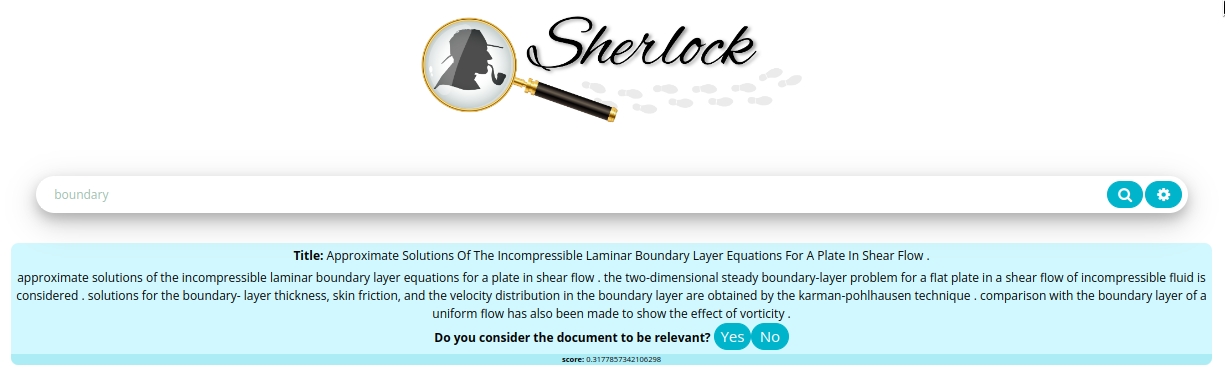 Sherlock
boundary
Title: Approximate Solutions Of The Incompressible Laminar Boundary Layer Equations For A Plate In Shear Flow .
approximate solutions of the incompressible laminar boundary layer equations for a plate in shear flow . the two-dimensional steady boundary-layer problem for a flat plate in a shear flow of incompressible fluid is
considered . solutions for the boundary- layer thickness, skin friction, and the velocity distribution in the boundary layer are obtained by the karman-pohlhausen technique . comparison with the boundary layer of a
uniform flow has also been made to show the effect of vorticity .
Do you consider the document to be relevant? Yes No
score: 0.3177857342106298